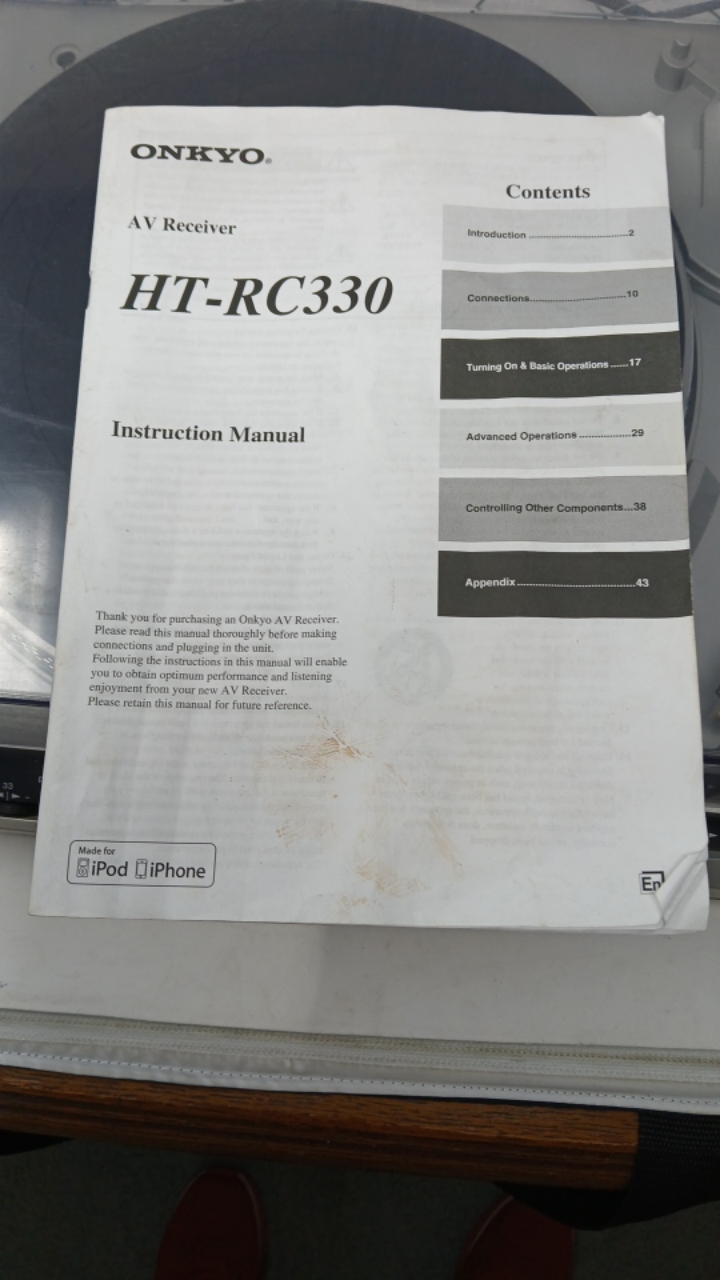 ONKYO®
AV Receiver
HT-RC330
Instruction Manual
Thank you for purchasing an Onkyo AV Receiver.
Please read this manual thoroughly before making
connections and plugging in the unit.
Following the instructions in this manual will enable
you to obtain optimum performance and listening
enjoyment from your new AV Receiver.
Please retain this manual for future reference.
Made for
iPod iPhone
Contents
Introduction ........................................2
Connections.......................................10
Turning On & Basic Operations ......17
Advanced Operations ..................29
Controlling Other Components...38
Appendix ........................................43
En
33